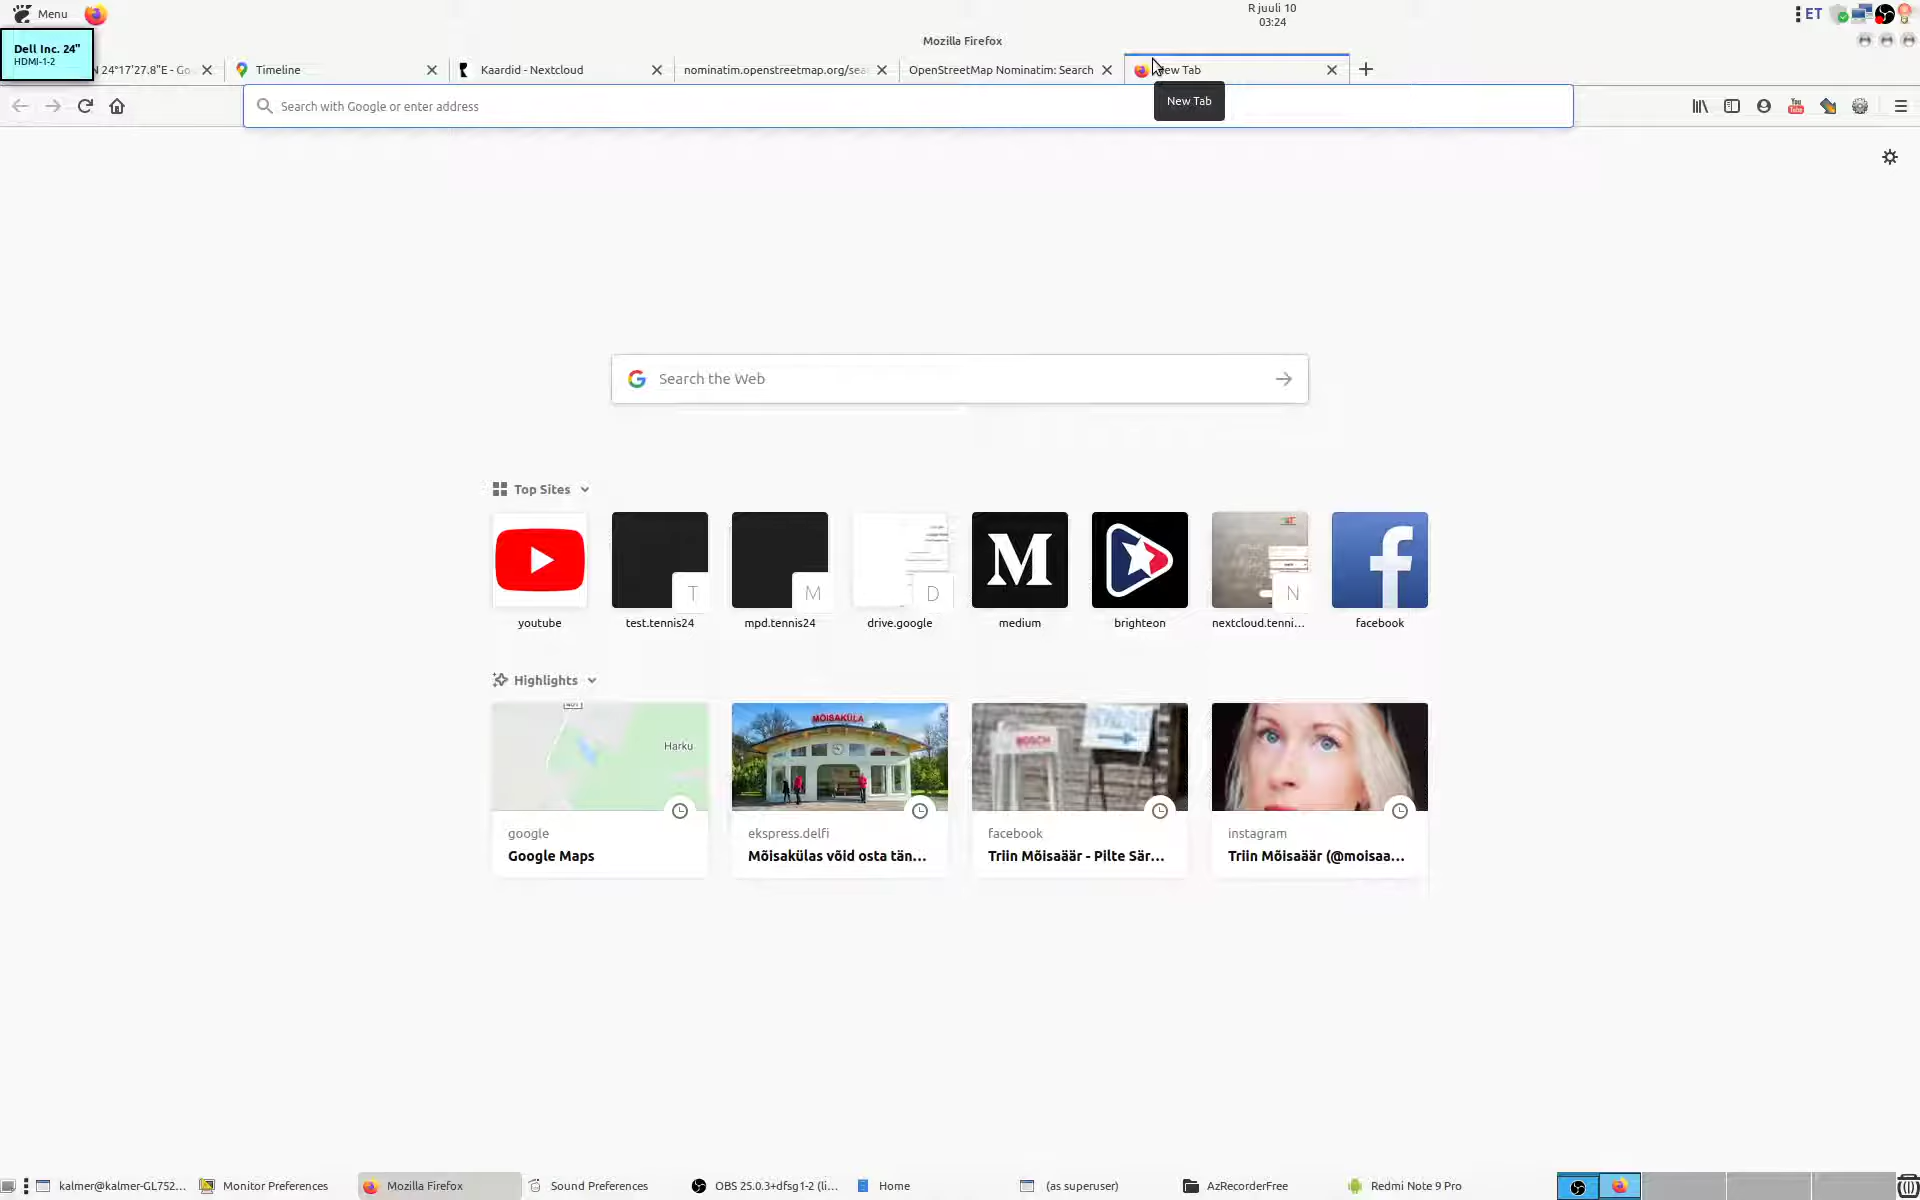 Menu
R juuli 10
03:24
ET
Dell Inc. 24"
HDMI-1-2
Mozilla Firefox
N 24°17'27.8"E - Go
Timeline
Kaardid - Nextcloud
nominatim.openstreetmap.org/sea
OpenStreetMap Nominatim: Search
New Tab
Search with Google or enter address
New Tab
Search the Web
Top Sites
T
M
D
M
N
youtube
test.tennis24
mpd.tennis24
drive.google
medium
brighteon
nextcloud.tenni...
facebook
Highlights
Harku
MÕISAKÜLA
BOSCH
google
Google Maps
ekspress.delfi
Mõisakülas võid osta tän...
facebook
Triin Mõisaäär - Pilte Sär...
instagram
Triin Mõisaäär (@moisaa...
kalmer@kalmer-GL752...
Monitor Preferences
Mozilla Firefox
Sound Preferences
OBS 25.0.3+dfsg1-2 (li...
Home
(as superuser)
AzRecorderFree
Redmi Note 9 Pro